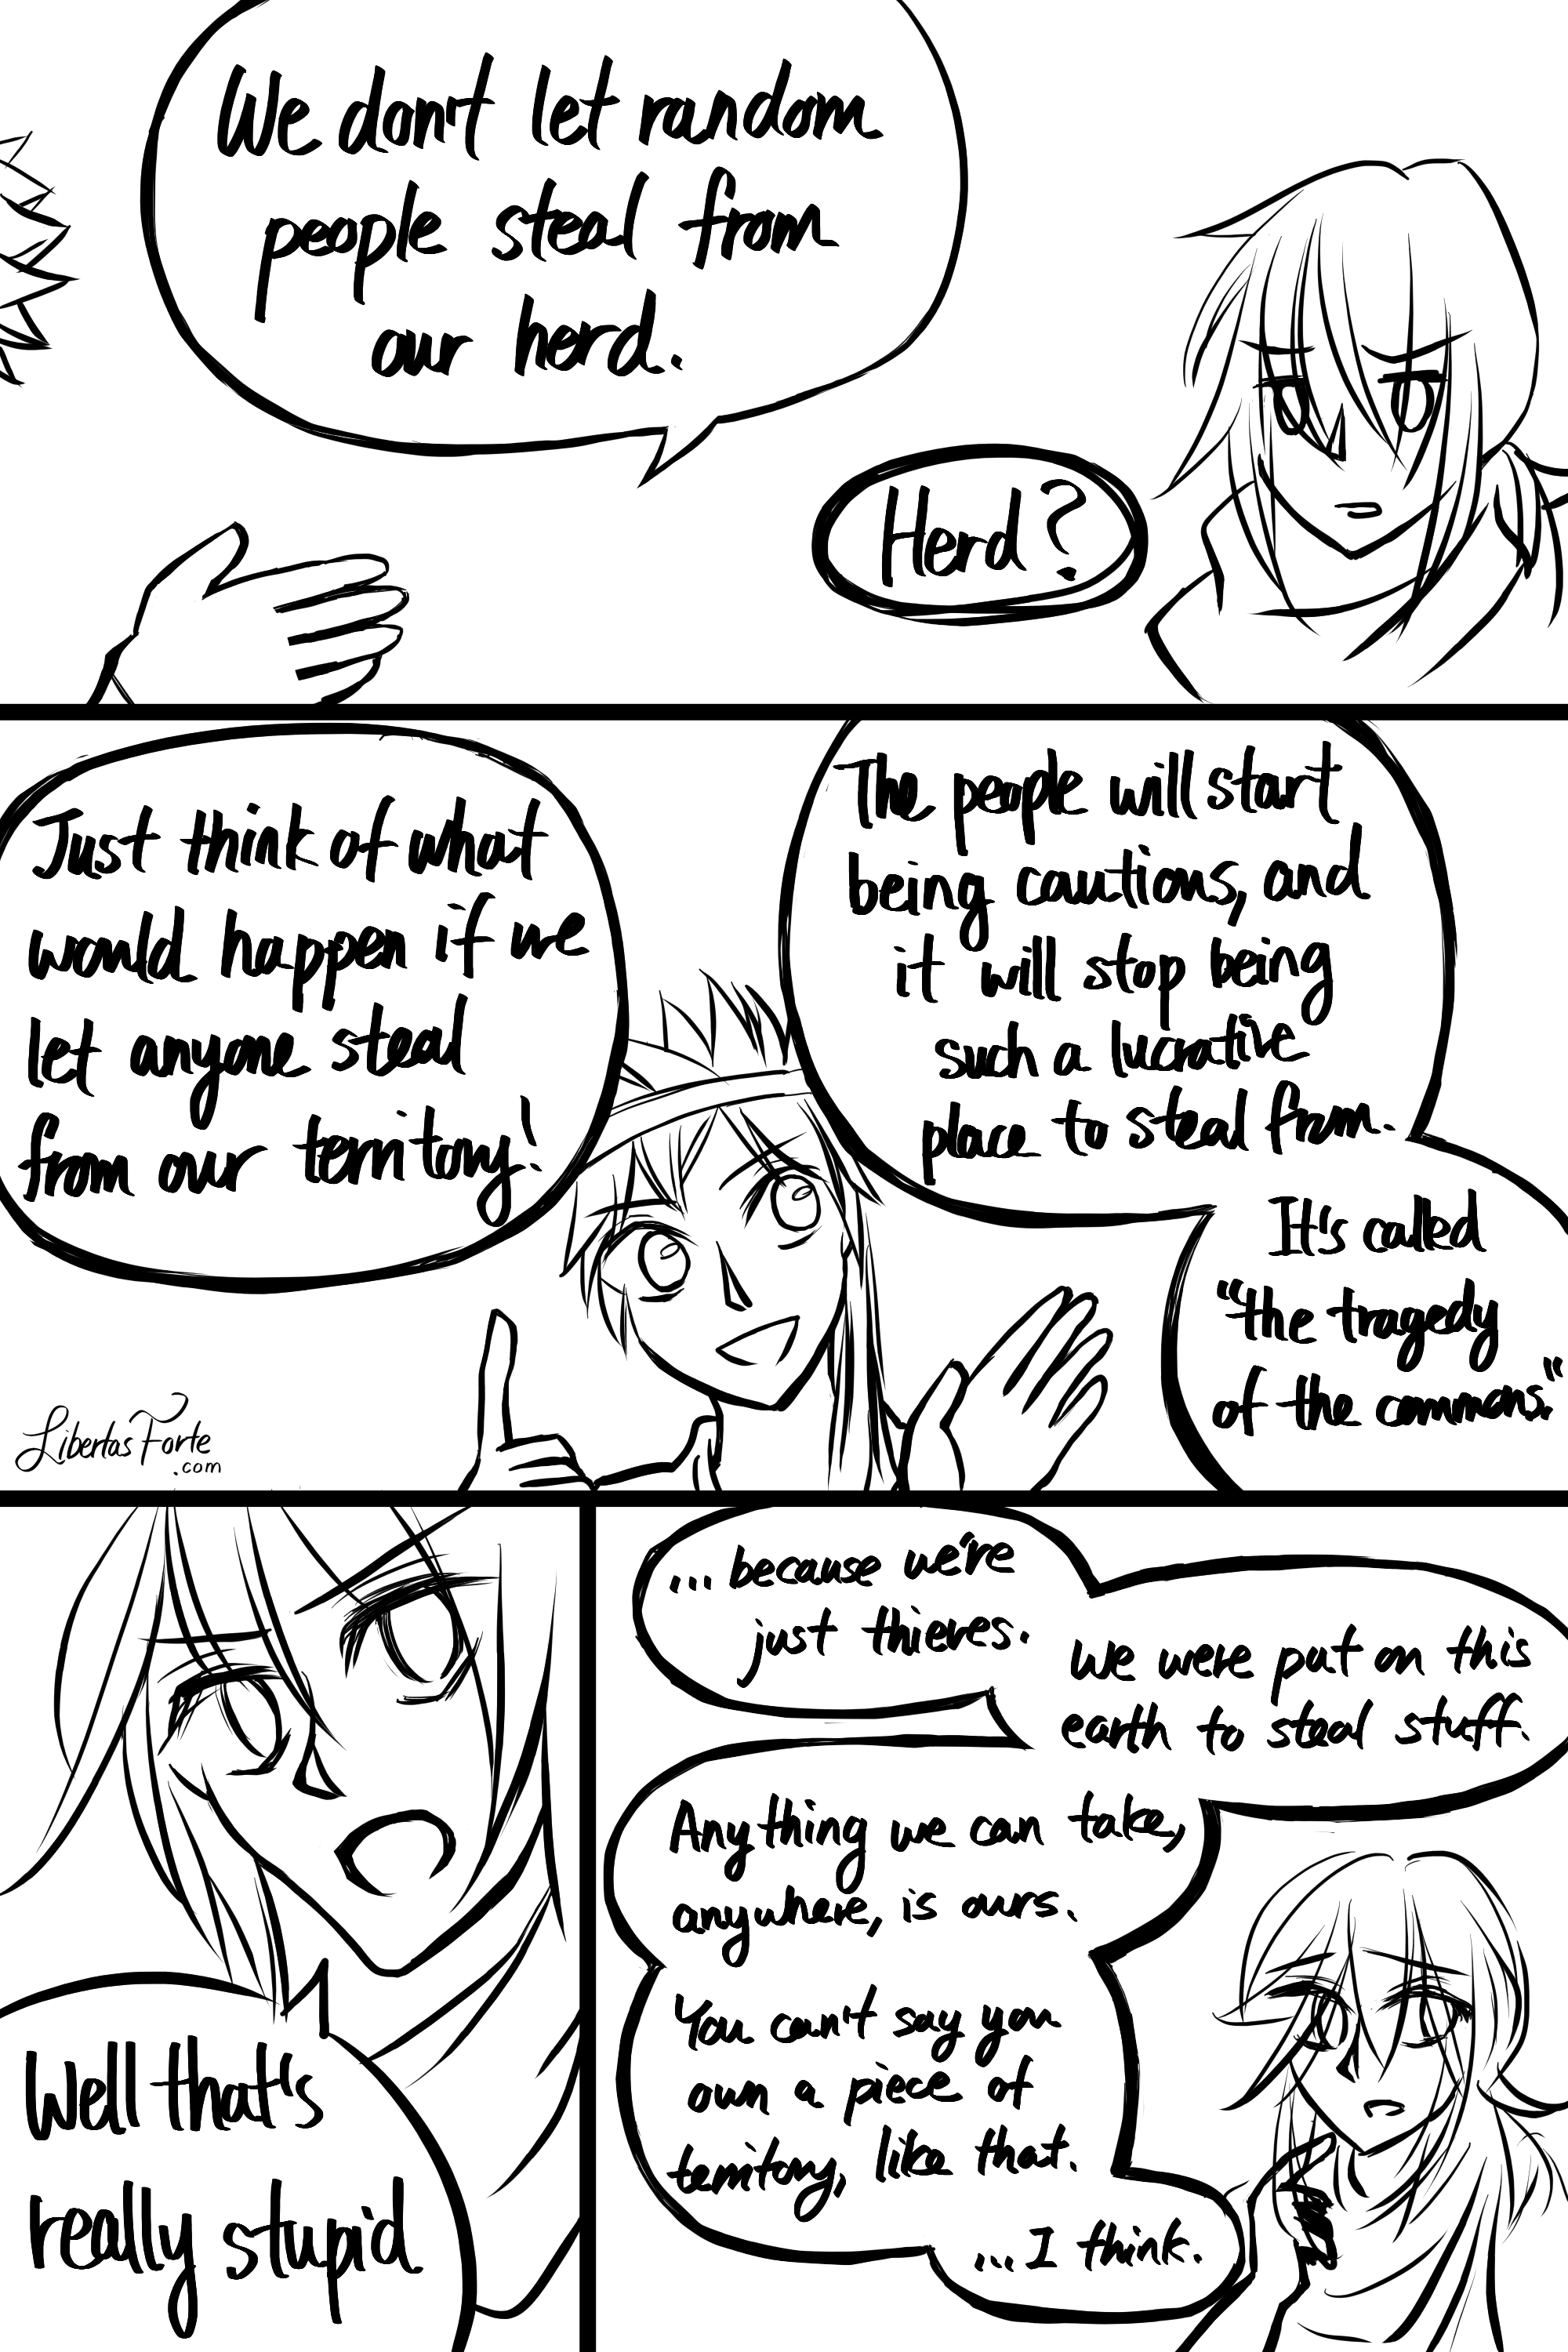 We don't let random
people steal from
our herd.
Herd?
Just think of what
would happen if we
let anyone steal
from our territory!
The people will start
being cautions, and
it will stop being
such a lucrative
place to steal from.
It's called
"the tragedy
of the commons."
Libertas Forte
.com
Well that's
really stupid
... because we're
just thieves.
We were put on this
earth to steal stuff.
Anything we can take,
anywhere, is ours.
You can't say you
own a piece of
territory, like that.
... I think.